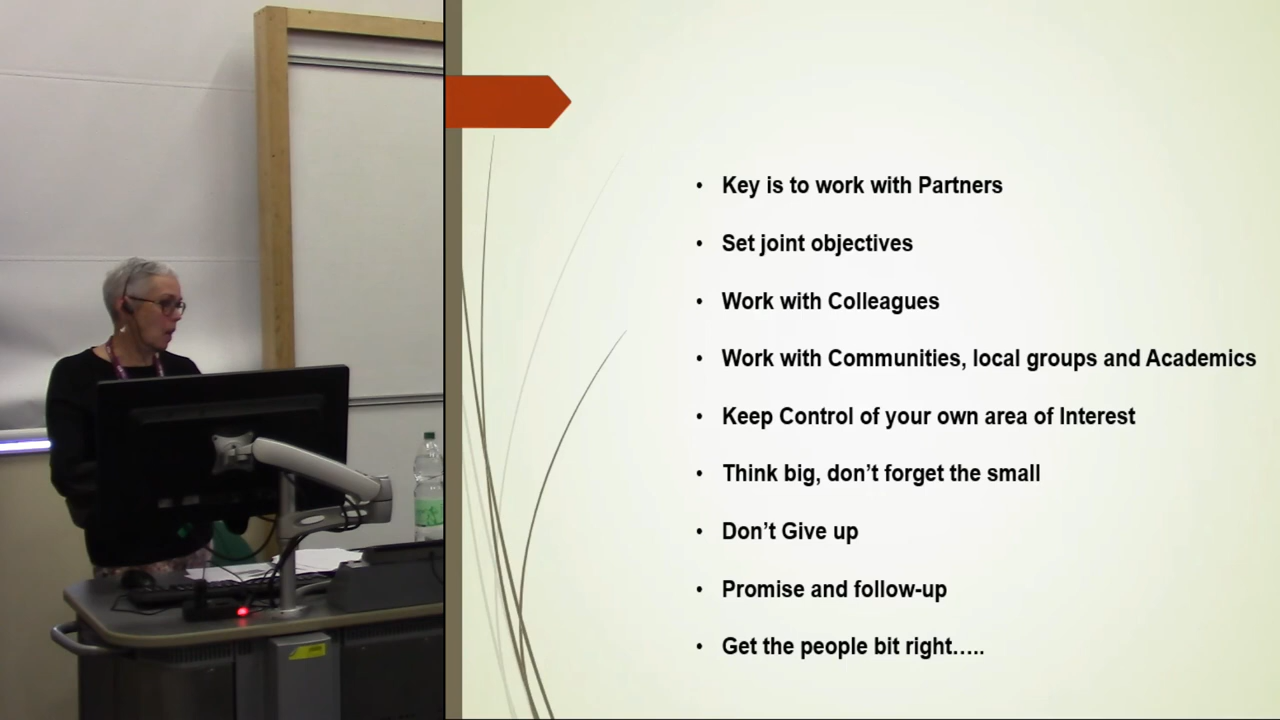 • Key is to work with Partners
• Set joint objectives
• Work with Colleagues
• Work with Communities, local groups and Academics
• Keep Control of your own area of Interest
• Think big, don’t forget the small
• Don’t Give up
• Promise and follow-up
• Get the people bit right…..